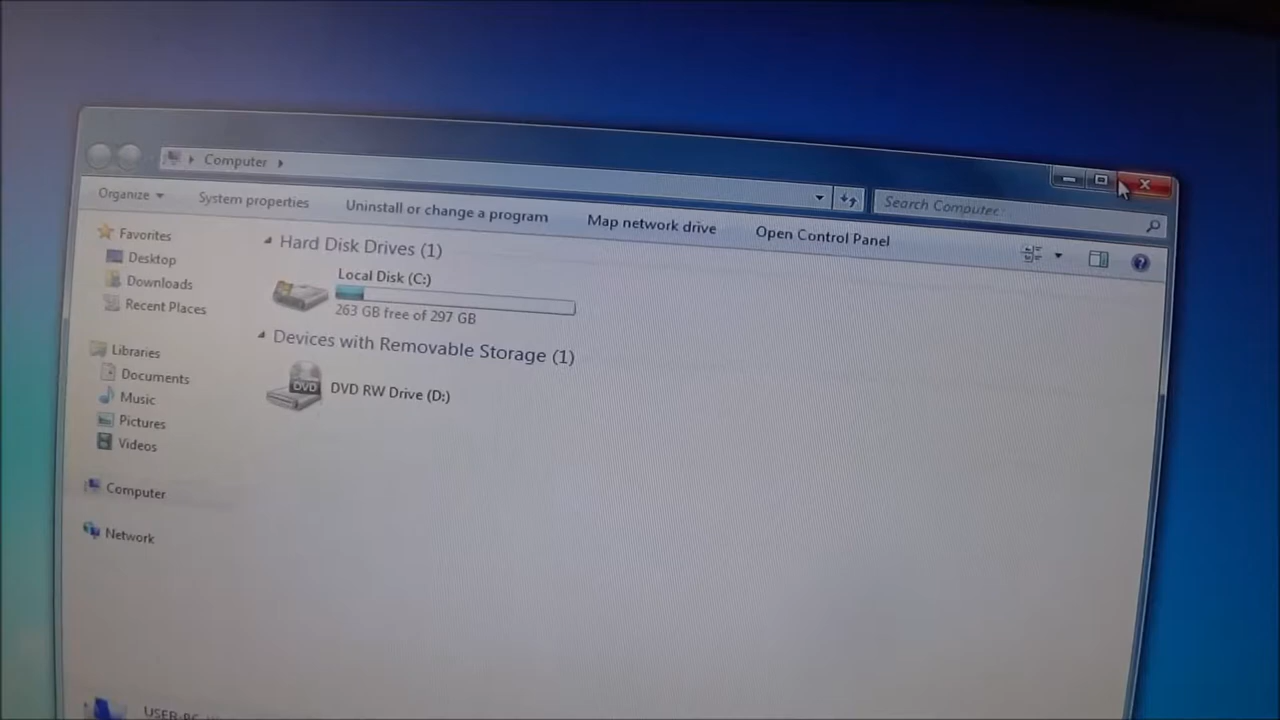 Computer
Search Computer
Organize
System properties
Uninstall or change a program
Map network drive
Open Control Panel
Favorites
Desktop
Downloads
Recent Places
Libraries
Documents
Music
Pictures
Videos
Computer
Network
Hard Disk Drives (1)
Local Disk (C:)
263 GB free of 297 GB
Devices with Removable Storage (1)
DVD
DVD RW Drive (D:)
USER-PC